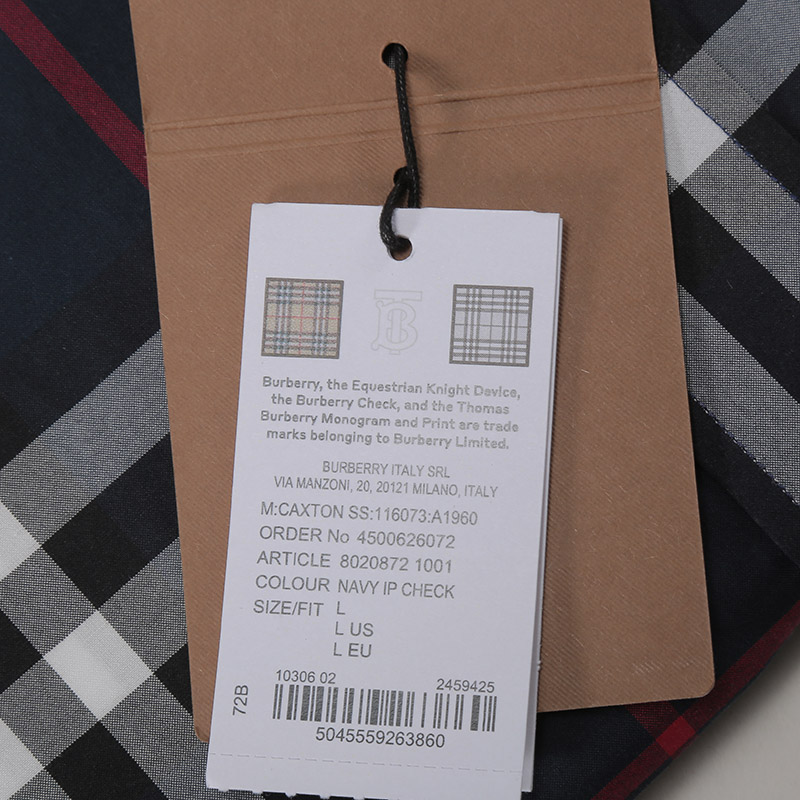 Burberry, the Equestrian Knight Device,
the Burberry Check, and the Thomas
Burberry Monogram and Print are trade
marks belonging to Burberry Limited.
BURBERRY ITALY SRL
VIA MANZONI, 20, 20121 MILANO, ITALY
M:CAXTON SS:116073:A1960
ORDER No 4500626072
ARTICLE 8020872 1001
COLOUR NAVY IP CHECK
SIZE/FIT L
L US
L EU
10306 02 2459425
72B
5045559263860